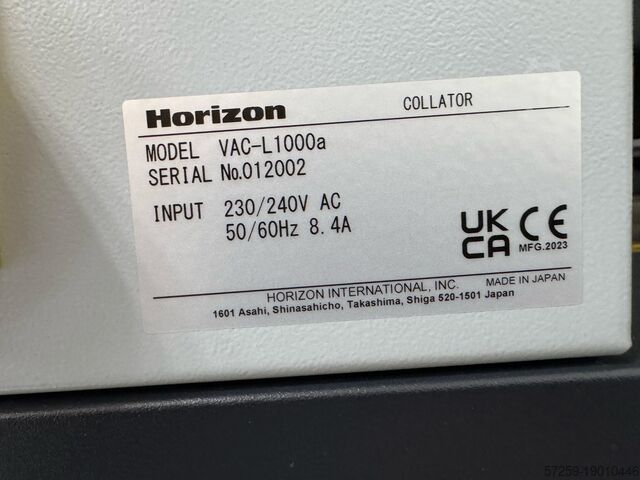 Horizon COLLATOR
MODEL VAC-L1000a
SERIAL No.012002
INPUT 230/240V AC
50/60Hz 8.4A
UK
CA CE
MFG.2023
HORIZON INTERNATIONAL, INC. MADE IN JAPAN
1601 Asahi, Shinasahicho, Takashima, Shiga 520-1501 Japan
57259-19010446